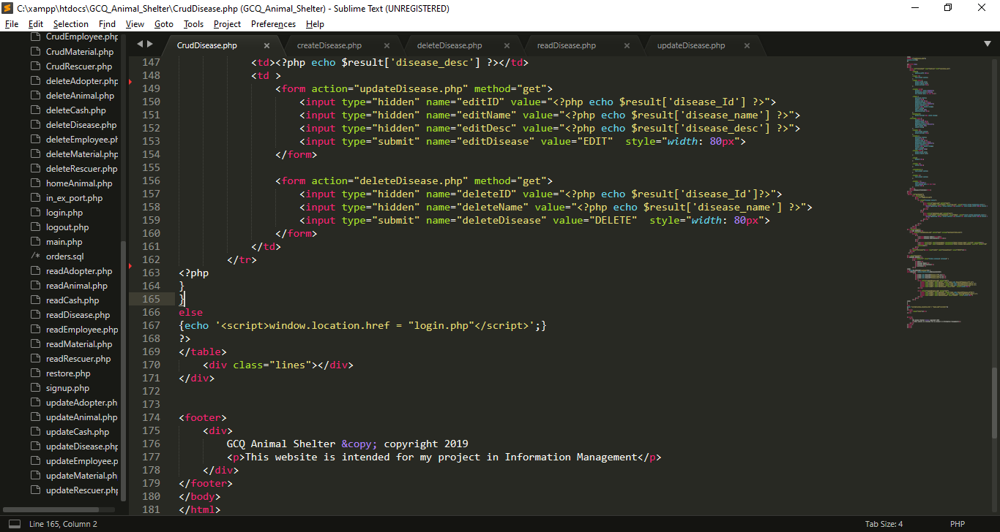 C:\xampp\htdocs\GCQ_Animal_Shelter\CrudDisease.php (GCQ_Animal_Shelter) - Sublime Text (UNREGISTERED)
File Edit Selection Find View Goto Tools Project Preferences Help
CrudEmployee.php
CrudMaterial.php
CrudRescuer.php
deleteAdopter.php
deleteAnimal.php
deleteCash.php
deleteDisease.php
deleteEmployee.ph
deleteMaterial.php
deleteRescuer.php
homeAnimal.php
in_ex_port.php
login.php
logout.php
main.php
/* orders.sql
readAdopter.php
readAnimal.php
readCash.php
readDisease.php
readEmployee.php
readMaterial.php
readRescuer.php
restore.php
signup.php
updateAdopter.ph
updateAnimal.php
updateCash.php
updateDisease.php
updateEmployee.p
updateMaterial.ph
updateRescuer.php
CrudDisease.php × createDisease.php × deleteDisease.php × readDisease.php × updateDisease.php ×
147 <td><?php echo $result['disease_desc'] ?></td>
148 <td >
149 <form action="updateDisease.php" method="get">
150 <input type="hidden" name="editID" value="<?php echo $result['disease_Id'] ?>">
151 <input type="hidden" name="editName" value="<?php echo $result['disease_name'] ?>">
152 <input type="hidden" name="editDesc" value="<?php echo $result['disease_desc'] ?>">
153 <input type="submit" name="editDisease" value="EDIT"  style="width: 80px">
154 </form>
155
156 <form action="deleteDisease.php" method="get">
157 <input type="hidden" name="deleteID" value="<?php echo $result['disease_Id']?>">
158 <input type="hidden" name="deleteName" value="<?php echo $result['disease_name'] ?>">
159 <input type="submit" name="deleteDisease" value="DELETE"  style="width: 80px">
160 </form>
161 </td>
162 </tr>
163 <?php
164 }
165 }
166 else
167 {echo '<script>window.location.href = "login.php"</script>';}
168 ?>
169 </table>
170 <div class="lines"></div>
171 </div>
172
173
174 <footer>
175 <div>
176 GCQ Animal Shelter &copy; copyright 2019
177 <p>This website is intended for my project in Information Management</p>
178 </div>
179 </footer>
180 </body>
181 </html>
Line 165, Column 2 Tab Size: 4 PHP